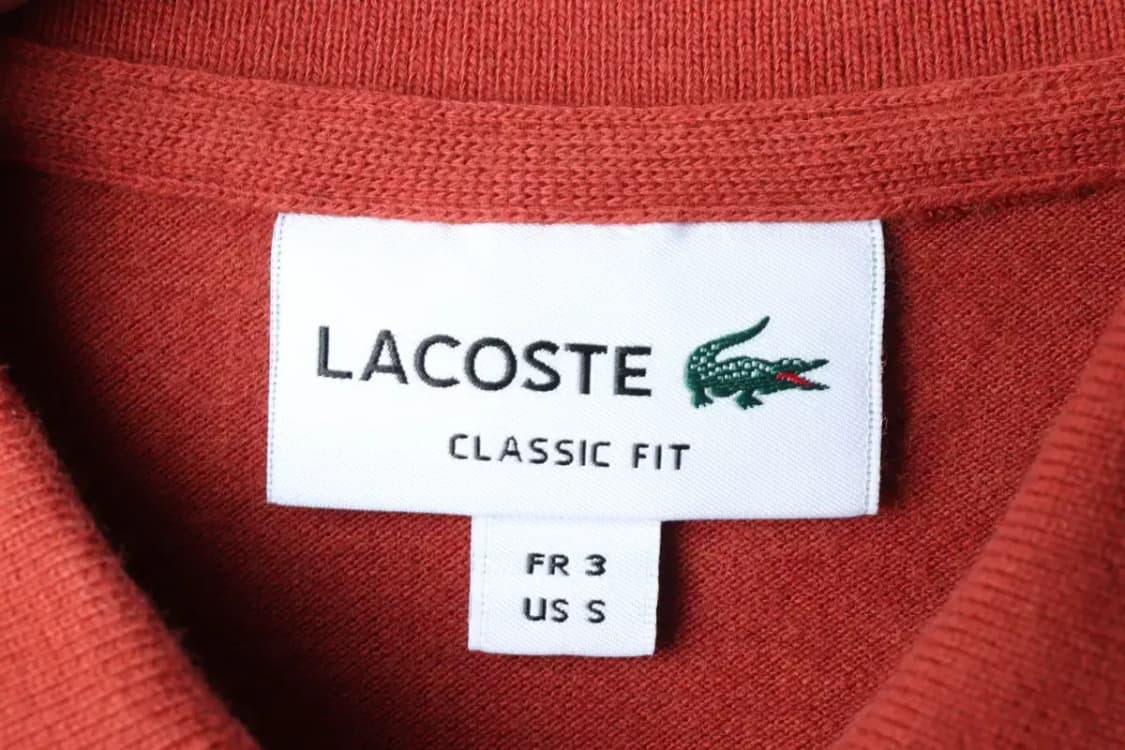 LACOSTE
CLASSIC FIT
FR 3
US S